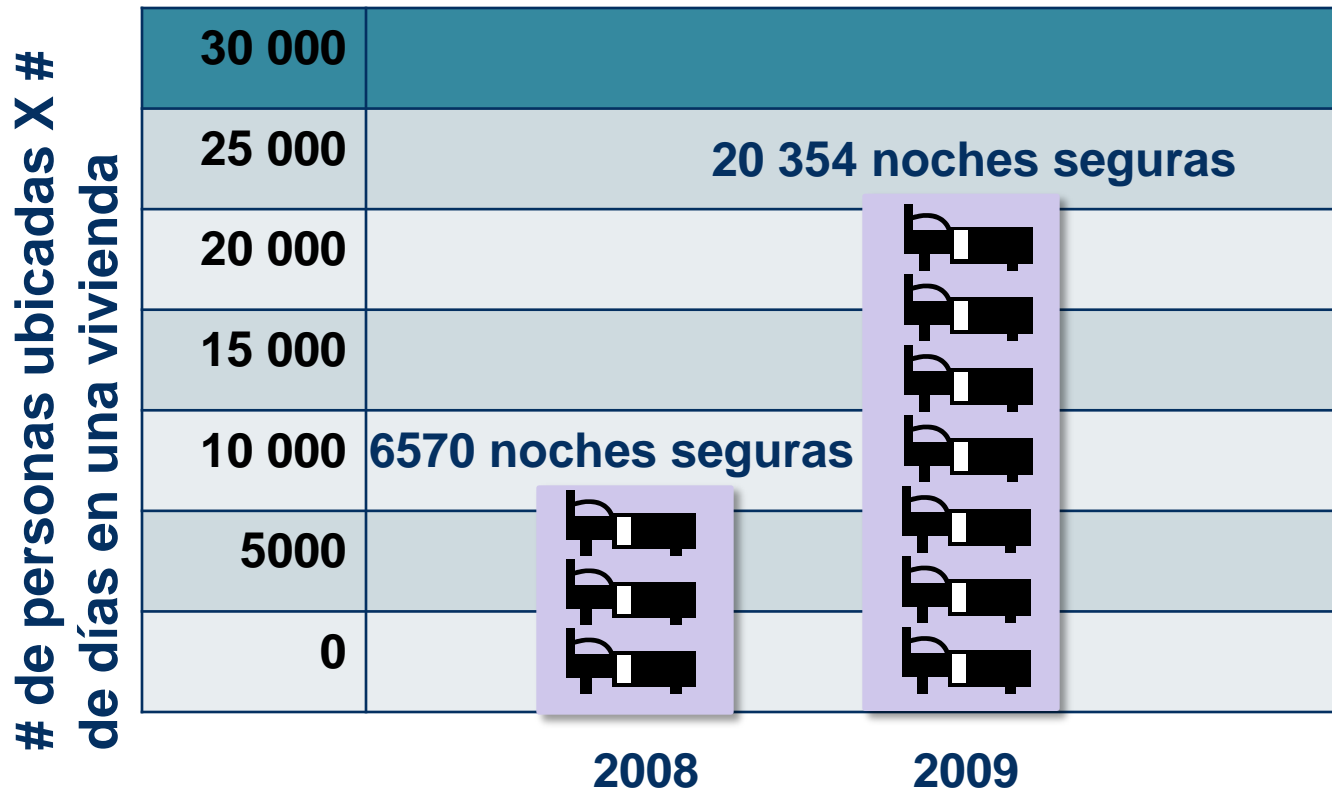 # de personas ubicadas X #
de días en una vivienda
30 000
25 000
20 354 noches seguras
20 000
15 000
10 000
6570 noches seguras
5000
0
2008
2009